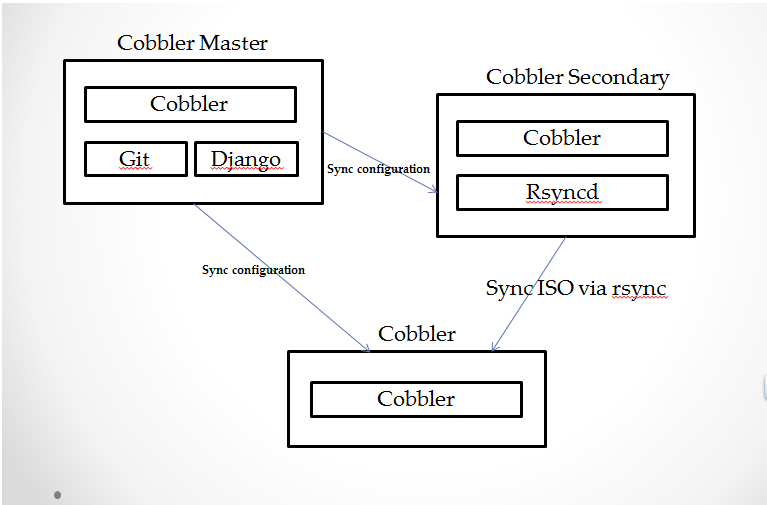 Cobbler Master
Cobbler
Git
Django
Cobbler Secondary
Cobbler
Rsyncd
Sync configuration
Sync configuration
Sync ISO via rsync
Cobbler
Cobbler